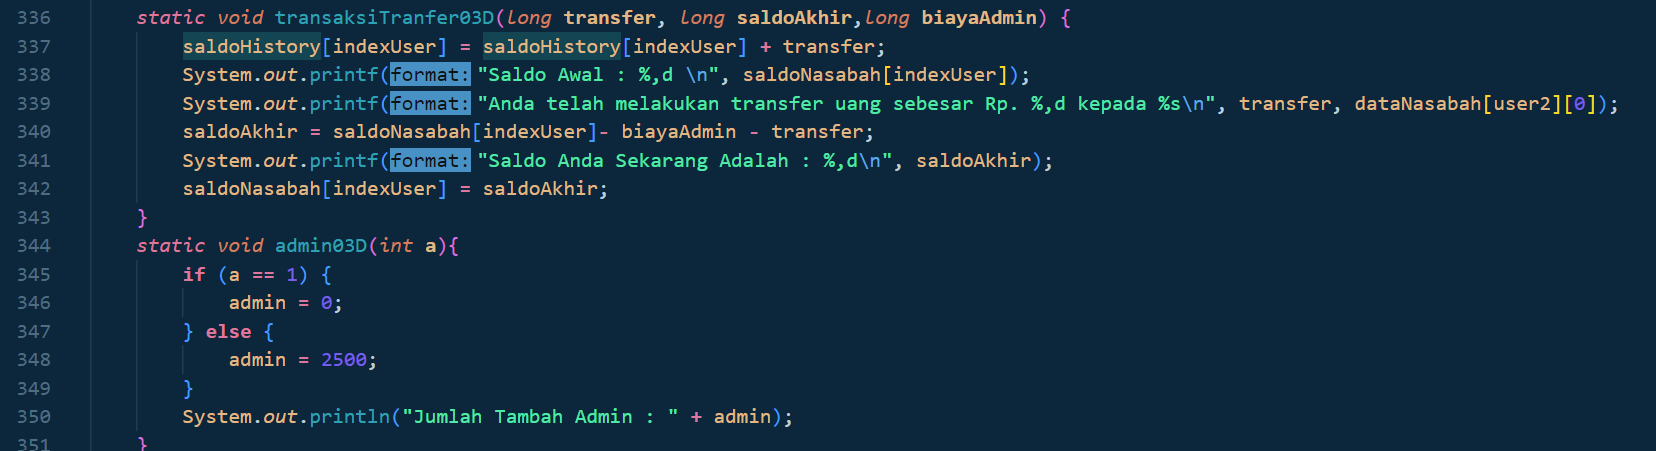 336 static void transaksiTranfer03D(long transfer, long saldoAkhir,long biayaAdmin) {
337 saldoHistory[indexUser] = saldoHistory[indexUser] + transfer;
338 System.out.printf(format: "Saldo Awal : %,d \n", saldoNasabah[indexUser]);
339 System.out.printf(format: "Anda telah melakukan transfer uang sebesar Rp. %,d kepada %s\n", transfer, dataNasabah[user2][0]);
340 saldoAkhir = saldoNasabah[indexUser]- biayaAdmin - transfer;
341 System.out.printf(format: "Saldo Anda Sekarang Adalah : %,d\n", saldoAkhir);
342 saldoNasabah[indexUser] = saldoAkhir;
343 }
344 static void admin03D(int a){
345 if (a == 1) {
346 admin = 0;
347 } else {
348 admin = 2500;
349 }
350 System.out.println("Jumlah Tambah Admin : " + admin);
351 }